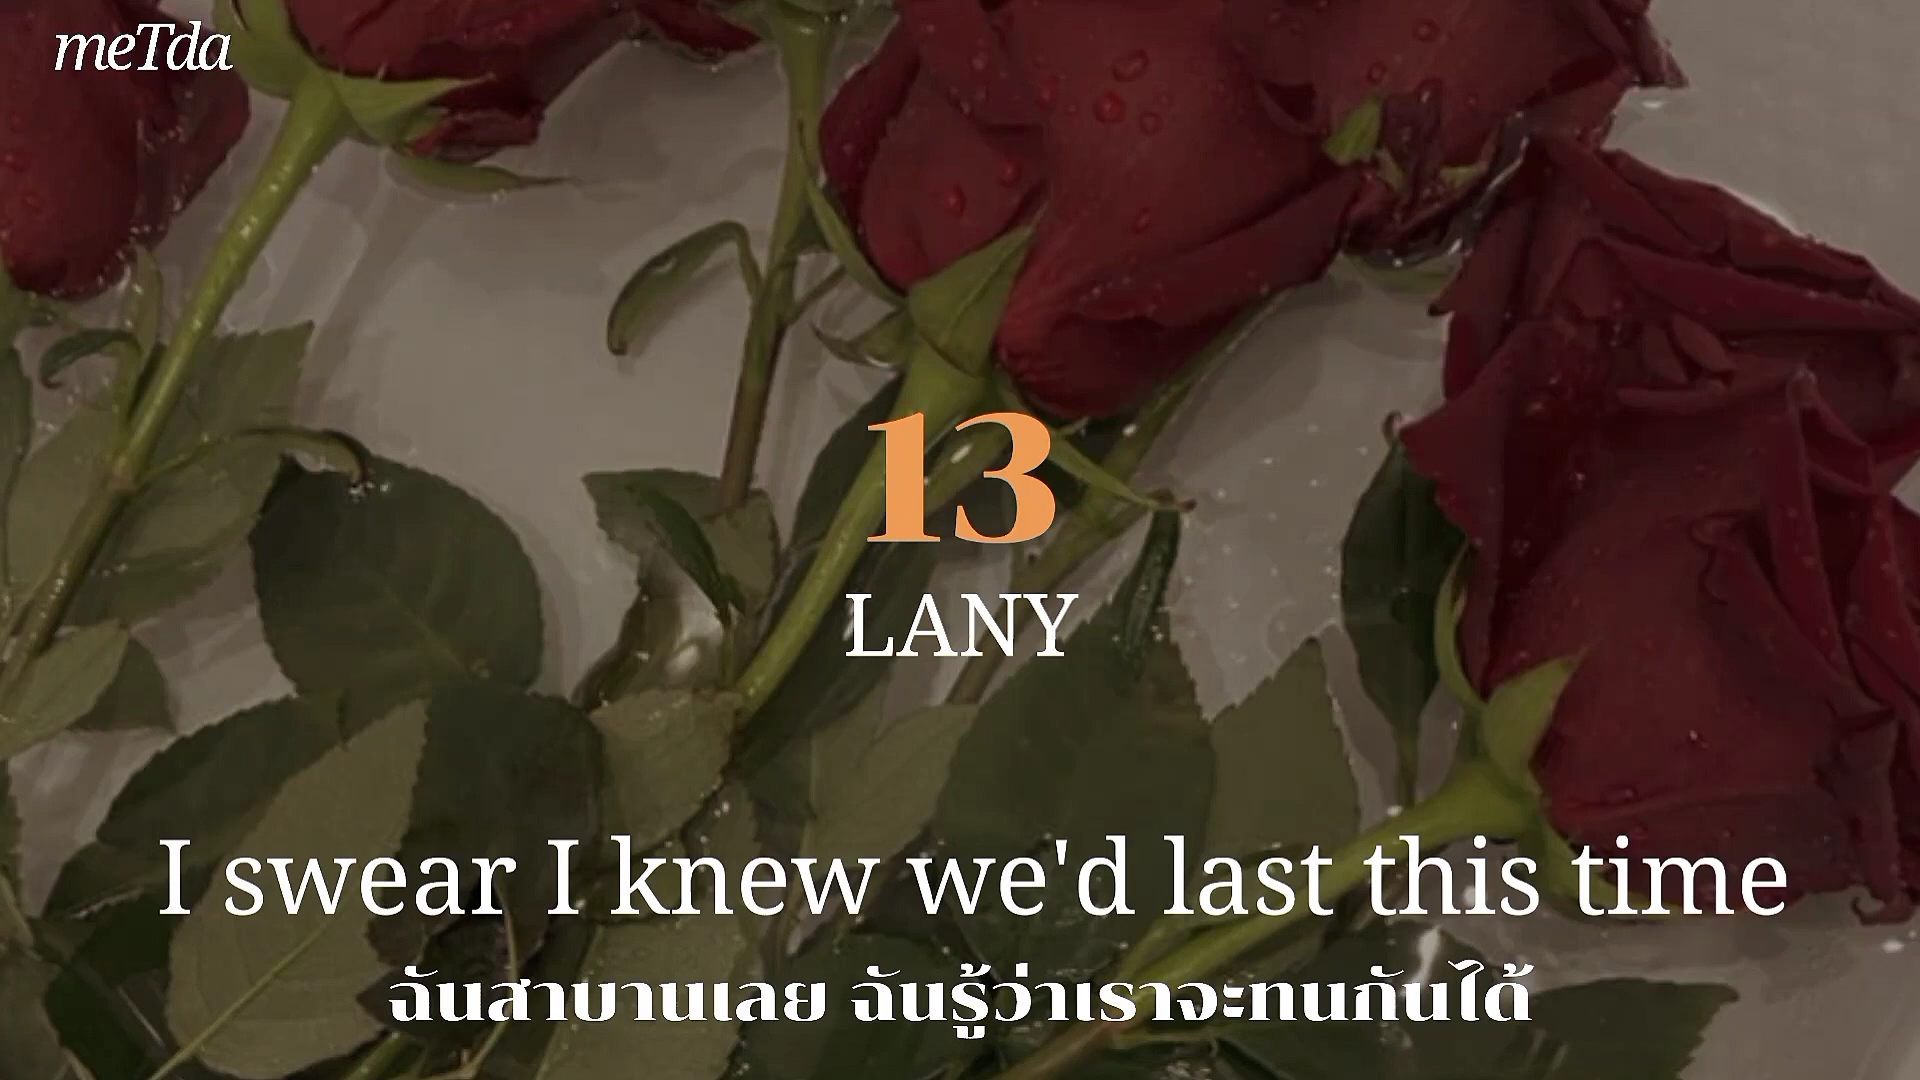 meTda
13
LANY
I swear I knew we'd last this time
ฉันสาบานเลย ฉันรู้ว่าเราจะทนกันได้